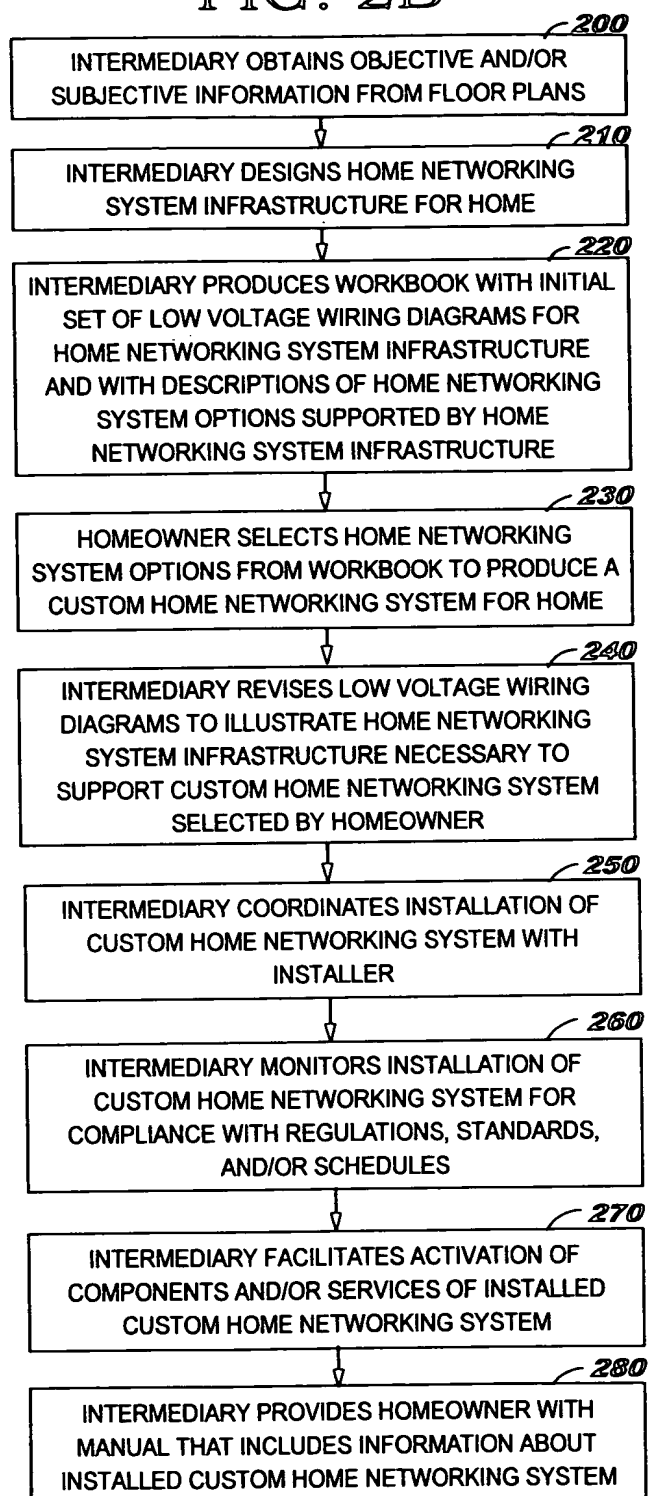 FIG. 2B
200
INTERMEDIARY OBTAINS OBJECTIVE AND/OR
SUBJECTIVE INFORMATION FROM FLOOR PLANS
210
INTERMEDIARY DESIGNS HOME NETWORKING
SYSTEM INFRASTRUCTURE FOR HOME
220
INTERMEDIARY PRODUCES WORKBOOK WITH INITIAL
SET OF LOW VOLTAGE WIRING DIAGRAMS FOR
HOME NETWORKING SYSTEM INFRASTRUCTURE
AND WITH DESCRIPTIONS OF HOME NETWORKING
SYSTEM OPTIONS SUPPORTED BY HOME
NETWORKING SYSTEM INFRASTRUCTURE
230
HOMEOWNER SELECTS HOME NETWORKING
SYSTEM OPTIONS FROM WORKBOOK TO PRODUCE A
CUSTOM HOME NETWORKING SYSTEM FOR HOME
240
INTERMEDIARY REVISES LOW VOLTAGE WIRING
DIAGRAMS TO ILLUSTRATE HOME NETWORKING
SYSTEM INFRASTRUCTURE NECESSARY TO
SUPPORT CUSTOM HOME NETWORKING SYSTEM
SELECTED BY HOMEOWNER
250
INTERMEDIARY COORDINATES INSTALLATION OF
CUSTOM HOME NETWORKING SYSTEM WITH
INSTALLER
260
INTERMEDIARY MONITORS INSTALLATION OF
CUSTOM HOME NETWORKING SYSTEM FOR
COMPLIANCE WITH REGULATIONS, STANDARDS,
AND/OR SCHEDULES
270
INTERMEDIARY FACILITATES ACTIVATION OF
COMPONENTS AND/OR SERVICES OF INSTALLED
CUSTOM HOME NETWORKING SYSTEM
280
INTERMEDIARY PROVIDES HOMEOWNER WITH
MANUAL THAT INCLUDES INFORMATION ABOUT
INSTALLED CUSTOM HOME NETWORKING SYSTEM